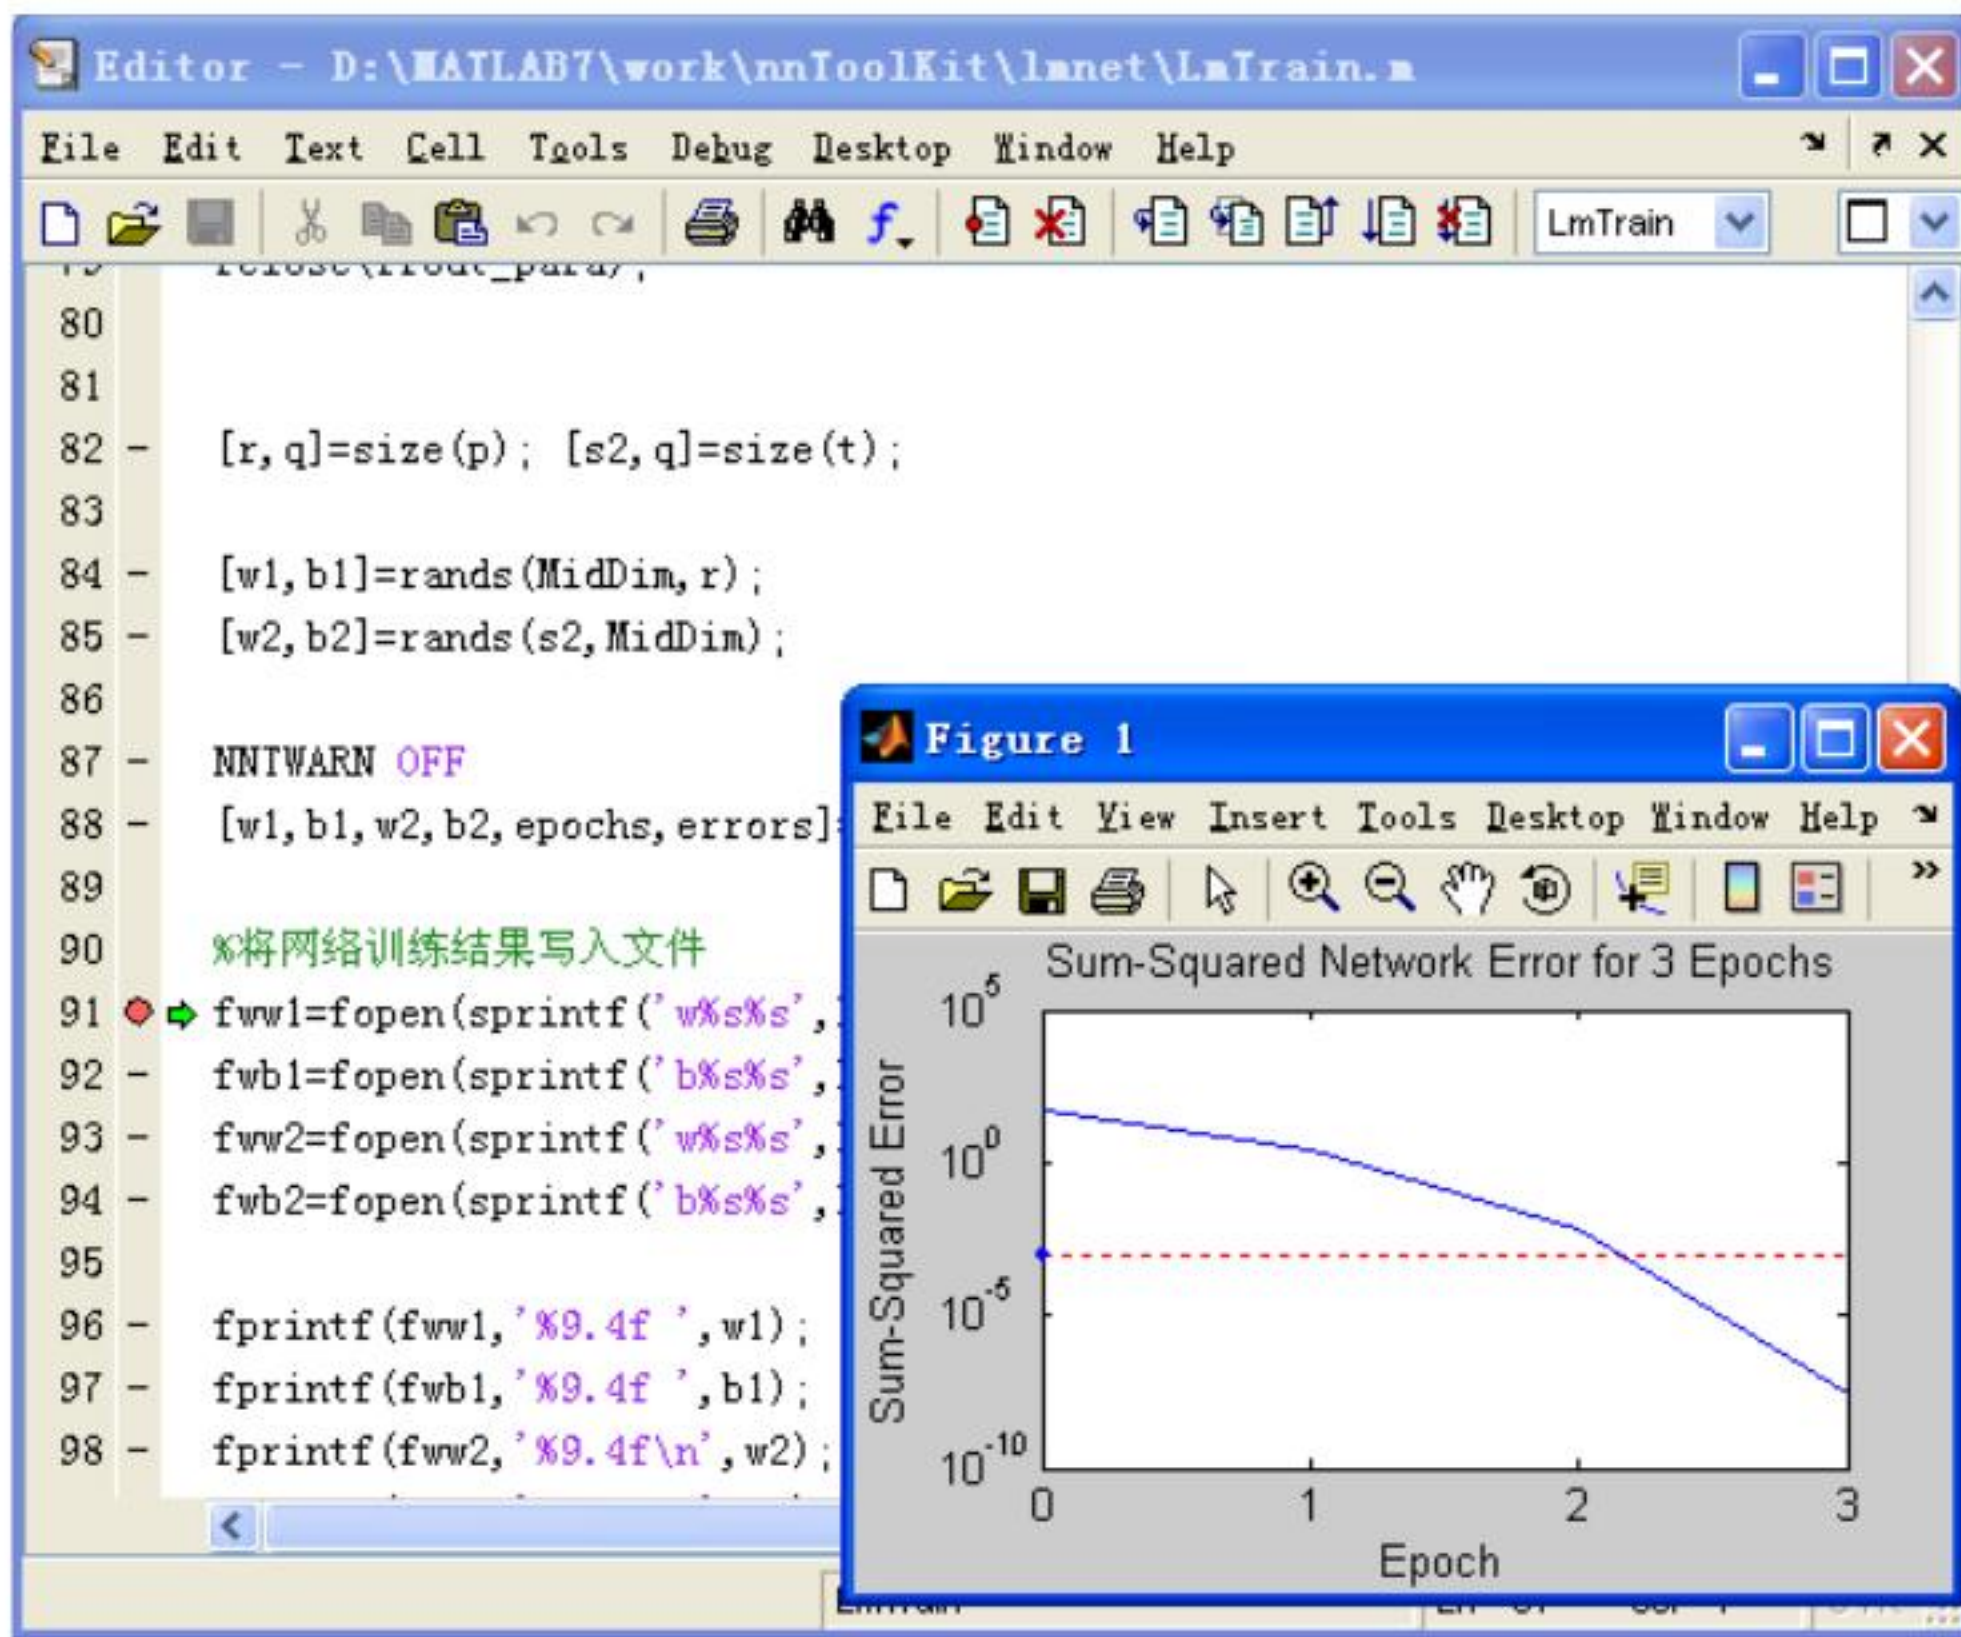 Editor - D:\MATLAB7\work\nnToolKit\lmnet\LmTrain.m
File Edit Text Cell Tools Debug Desktop Window Help
LmTrain
80
81
82 - [r,q]=size(p); [s2,q]=size(t);
83
84 - [w1,b1]=rands(MidDim,r);
85 - [w2,b2]=rands(s2,MidDim);
86
87 - NNTWARN OFF
88 - [w1,b1,w2,b2,epochs,errors]
89
90 %将网络训练结果写入文件
91 fww1=fopen(sprintf('w%s%s',
92 - fwb1=fopen(sprintf('b%s%s',
93 - fww2=fopen(sprintf('w%s%s',
94 - fwb2=fopen(sprintf('b%s%s',
95
96 - fprintf(fww1,'%9.4f ',w1);
97 - fprintf(fwb1,'%9.4f ',b1);
98 - fprintf(fww2,'%9.4f\n',w2);
Figure 1
File Edit View Insert Tools Desktop Window Help
Sum-Squared Network Error for 3 Epochs
Sum-Squared Error
10^5
10^0
10^-5
10^-10
0 1 2 3
Epoch